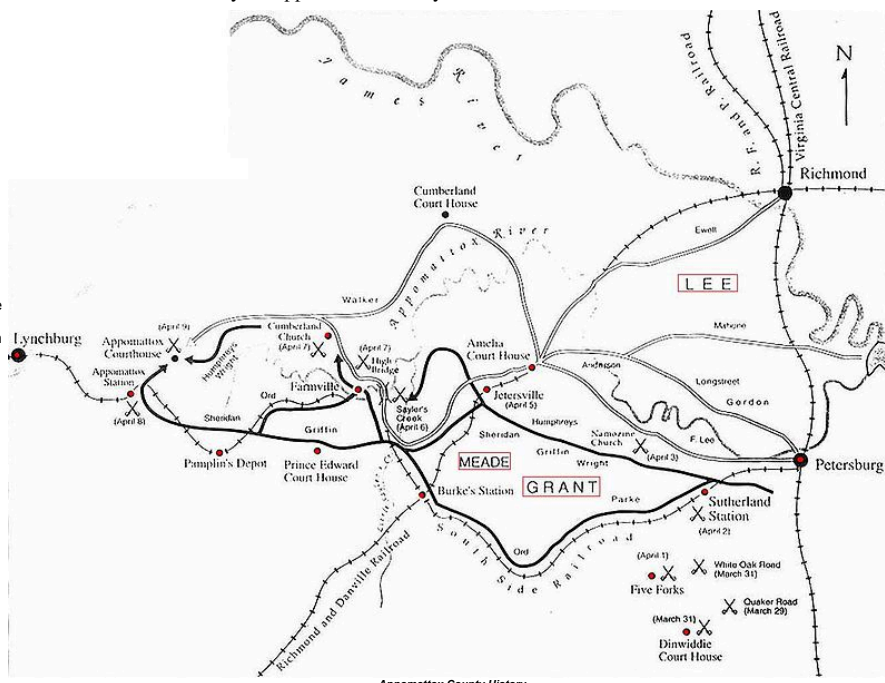 James River
R. F. and P. Railroad
Virginia Central Railroad
N
Richmond
Cumberland
Court House
Appomattox River
Ewell
LEE
Walker
Mahone
Lynchburg
(April 9)
Appomattox
Courthouse
Humphreys
Wright
Cumberland
Church
(April 7)
(April 7)
High
Bridge
Amelia
Court House
Anderson
Longstreet
Gordon
Appomattox
Station
(April 8)
Farmville
Ord
Sayler's
Creek
(April 6)
Jetersville
(April 5)
Sheridan
Griffin
Humphreys
Sheridan
Griffin
Wright
Namozine
Church
(April 3)
F. Lee
Petersburg
Pamplin's Depot
Prince Edward
Court House
MEADE
GRANT
Burke's Station
Parke
Sutherland
Station
(April 2)
Ord
South Side Railroad
Richmond and Danville Railroad
(April 1)
Five Forks
White Oak Road
(March 31)
Quaker Road
(March 29)
(March 31)
Dinwiddie
Court House
Appomattox County History